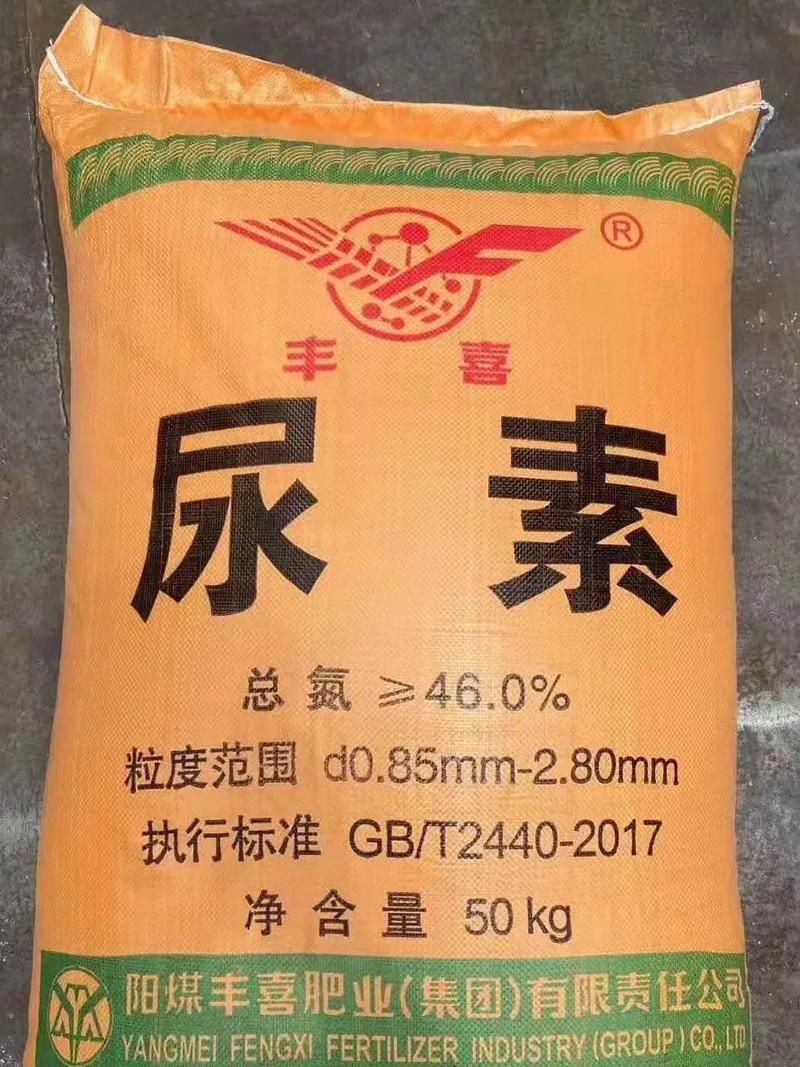 ®
丰 喜
尿 素
总 氮 ≥46.0%
粒度范围 d0.85mm-2.80mm
执行标准 GB/T2440-2017
净 含 量 50 kg
阳煤丰喜肥业(集团)有限责任公司
YANGMEI FENGXI FERTILIZER INDUSTRY (GROUP) CO., LTD